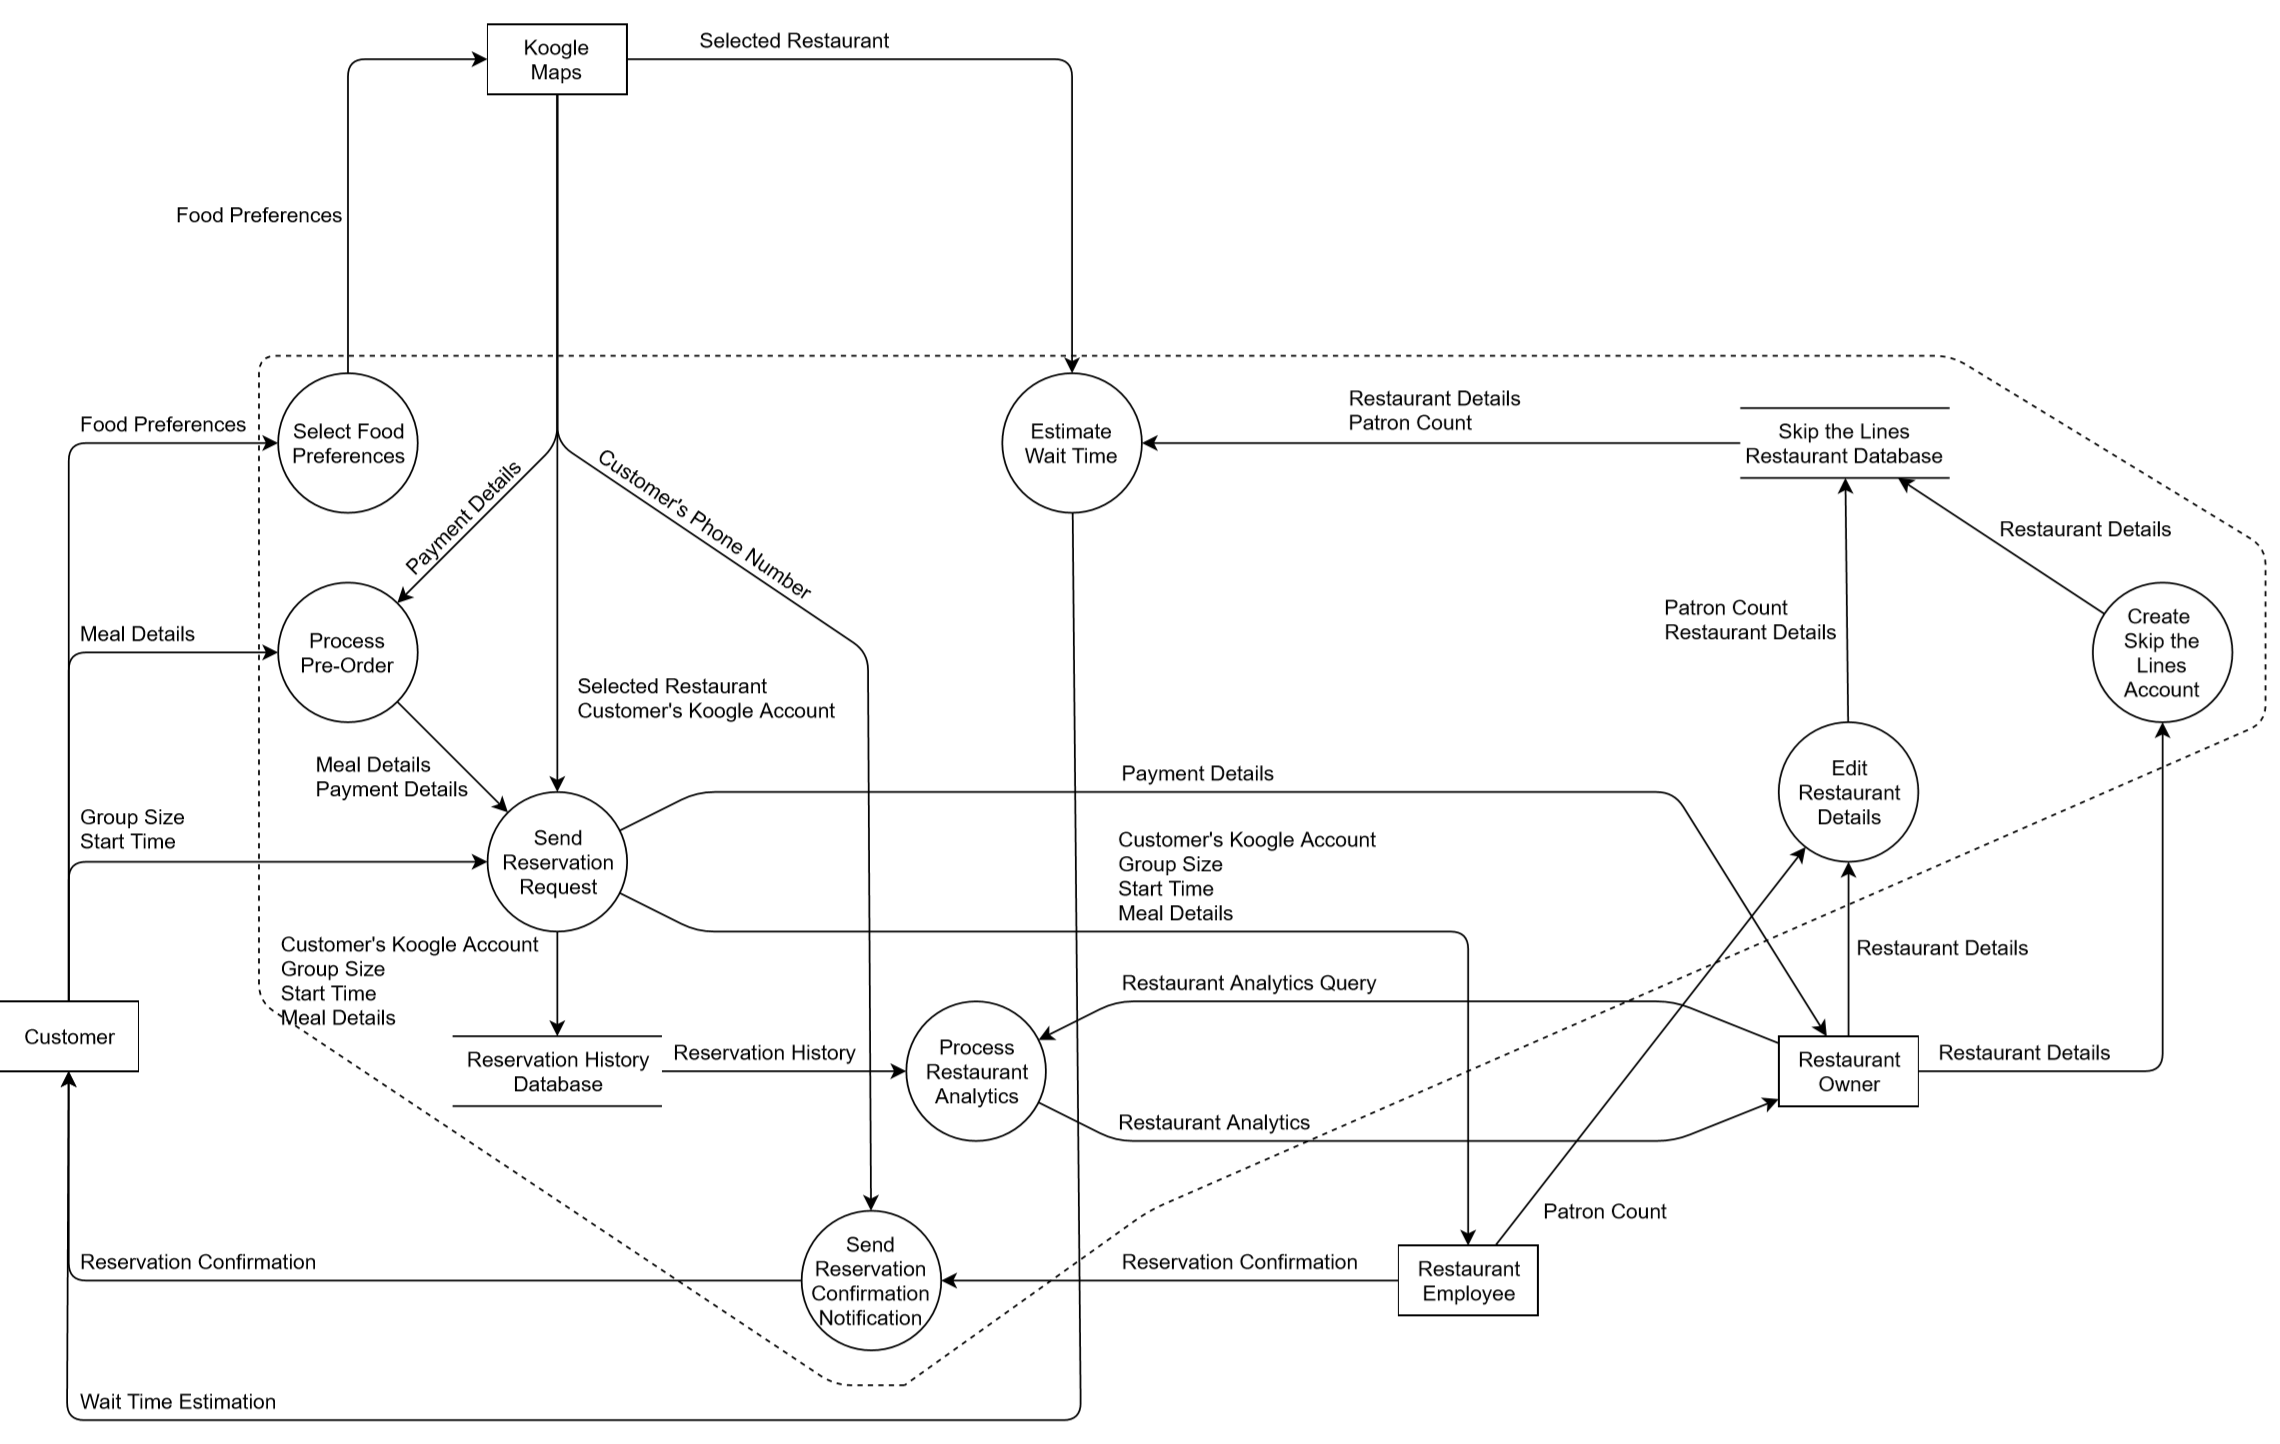 Koogle
Maps
Selected Restaurant
Food Preferences
Food Preferences
Select Food
Preferences
Payment Details
Customer's Phone Number
Estimate
Wait Time
Restaurant Details
Patron Count
Skip the Lines
Restaurant Database
Restaurant Details
Meal Details
Process
Pre-Order
Selected Restaurant
Customer's Koogle Account
Patron Count
Restaurant Details
Create
Skip the
Lines
Account
Meal Details
Payment Details
Payment Details
Edit
Restaurant
Details
Group Size
Start Time
Send
Reservation
Request
Customer's Koogle Account
Group Size
Start Time
Meal Details
Customer's Koogle Account
Group Size
Start Time
Meal Details
Restaurant Details
Restaurant Analytics Query
Customer
Reservation History
Database
Reservation History
Process
Restaurant
Analytics
Restaurant
Owner
Restaurant Details
Restaurant Analytics
Patron Count
Reservation Confirmation
Send
Reservation
Confirmation
Notification
Reservation Confirmation
Restaurant
Employee
Wait Time Estimation